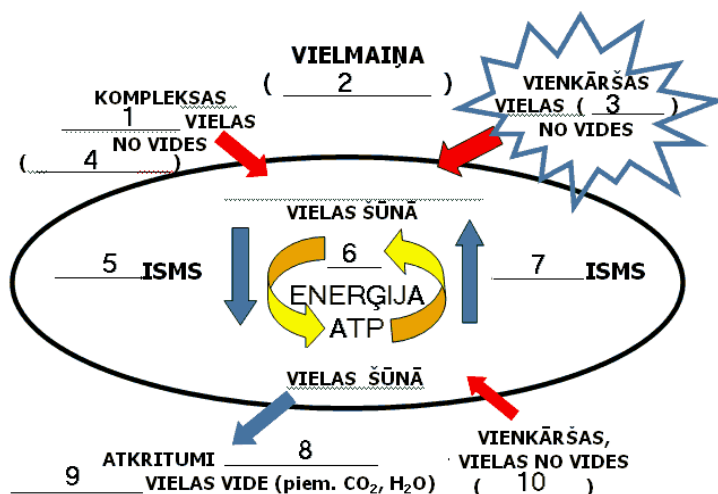 VIELMAIŅA
( 2 )
KOMPLEKSAS
1 VIELAS
NO VIDES
( 4 )
VIENKĀRŠAS
VIELAS ( 3 )
NO VIDES
VIELAS ŠŪNĀ
5 ISMS
6
ENERĢIJA
ATP
7 ISMS
VIELAS ŠŪNĀ
ATKRITUMI 8
9 VIELAS VIDE (piem. CO₂, H₂O)
VIENKĀRŠAS,
VIELAS NO VIDES
( 10 )